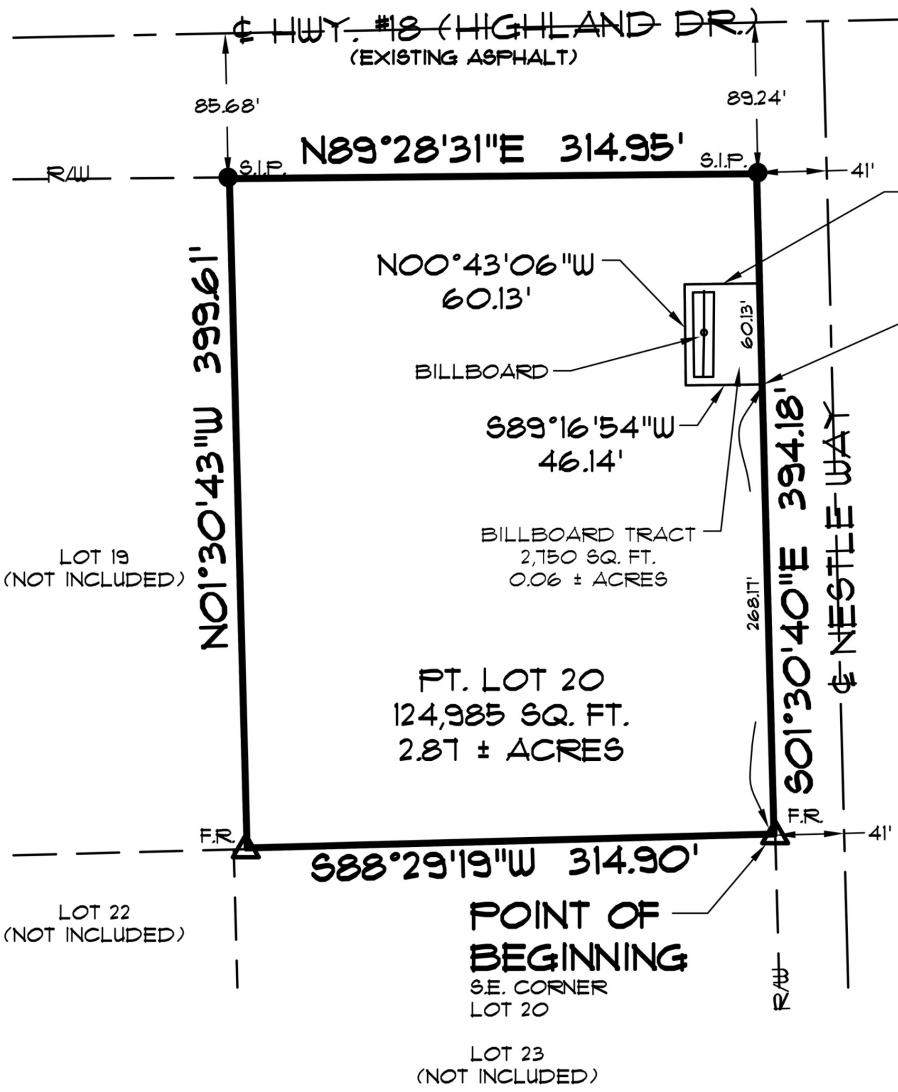 ℄ HWY. #18 (HIGHLAND DR.)
(EXISTING ASPHALT)
85.68'
89.24'
N89°28'31"E 314.95'
R/W
S.I.P.
S.I.P.
41'
N01°30'43"W 399.61'
N00°43'06"W
60.13'
60.13'
BILLBOARD
S89°16'54"W
46.14'
S01°30'40"E 394.18'
℄ NESTLE WAY
BILLBOARD TRACT
2,750 SQ. FT.
0.06 ± ACRES
268.17'
LOT 19
(NOT INCLUDED)
PT. LOT 20
124,985 SQ. FT.
2.87 ± ACRES
F.R.
F.R.
41'
S88°29'19"W 314.90'
LOT 22
(NOT INCLUDED)
POINT OF
BEGINNING
S.E. CORNER
LOT 20
R/W
LOT 23
(NOT INCLUDED)